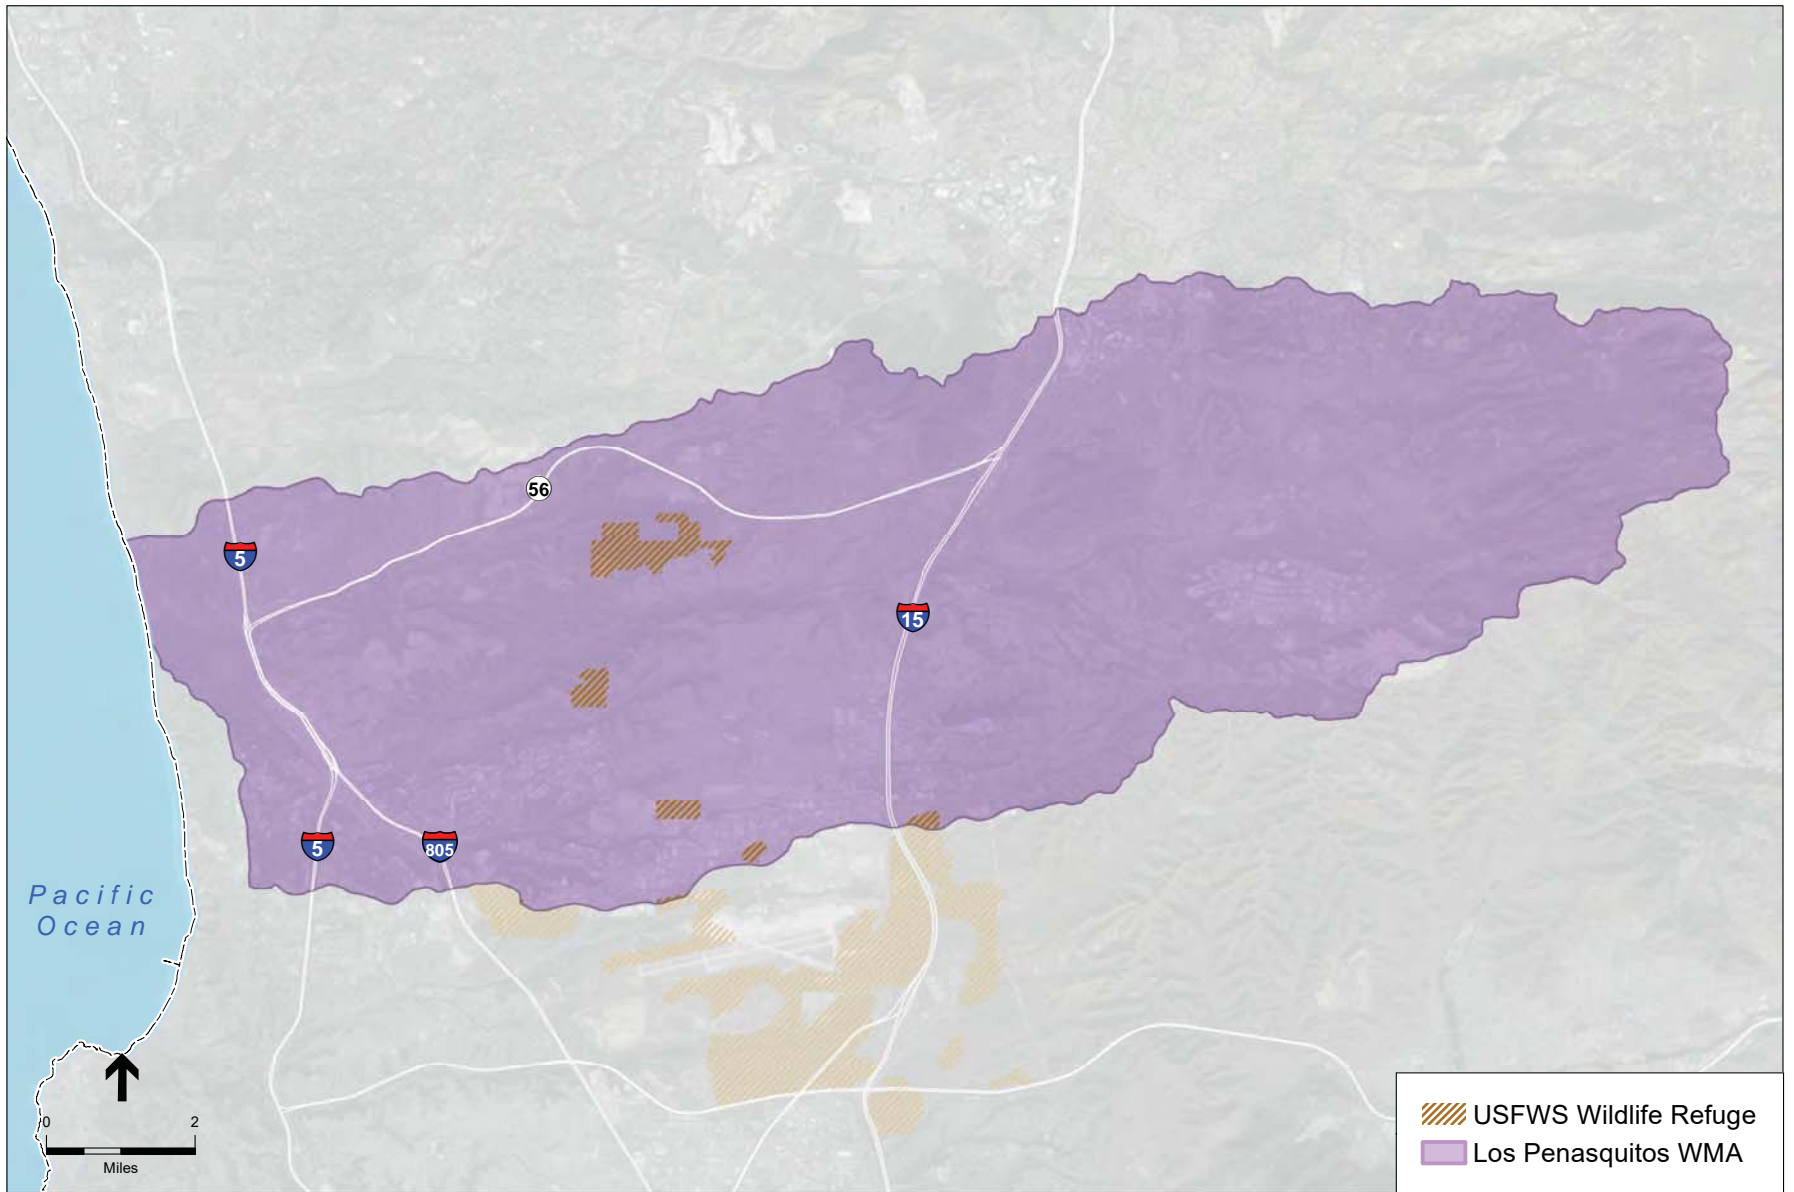 56
5
15
5
805
Pacific
Ocean
0 2
Miles
USFWS Wildlife Refuge
Los Penasquitos WMA